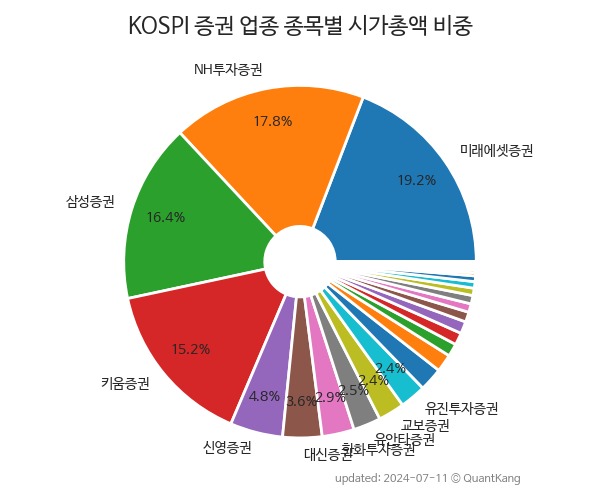 KOSPI 증권 업종 종목별 시가총액 비중
NH투자증권
17.8%
미래에셋증권
19.2%
삼성증권
16.4%
키움증권
15.2%
신영증권
4.8%
3.6%
대신증권
2.9%
한화투자증권
2.5%
유안타증권
2.4%
교보증권
2.4%
유진투자증권
updated: 2024-07-11 © QuantKang